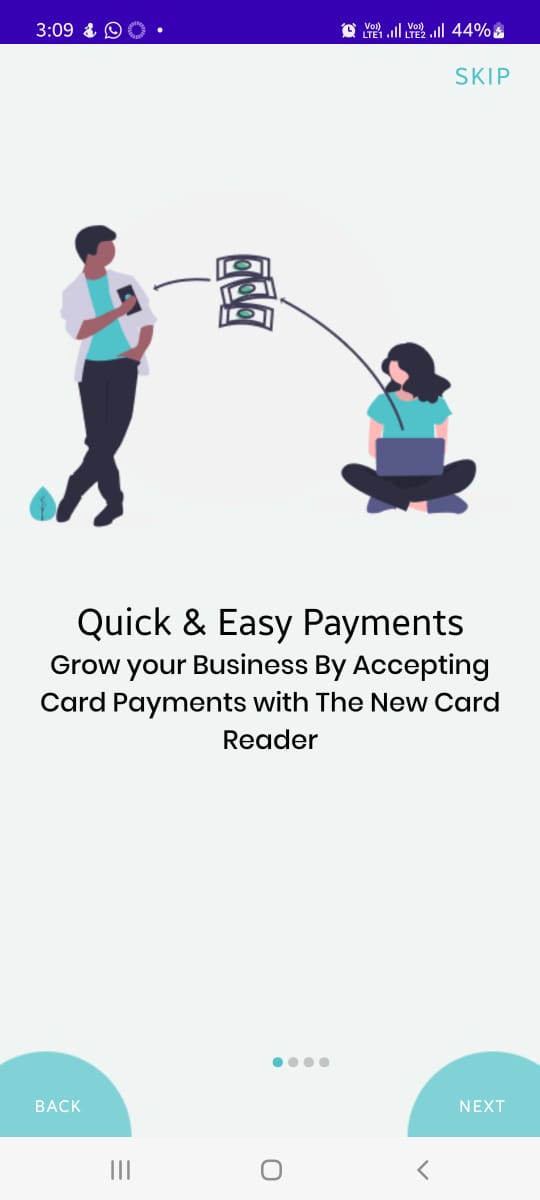 3:09 Vo)) LTE1 Vo)) LTE2 44%
SKIP
Quick & Easy Payments
Grow your Business By Accepting
Card Payments with The New Card
Reader
BACK NEXT